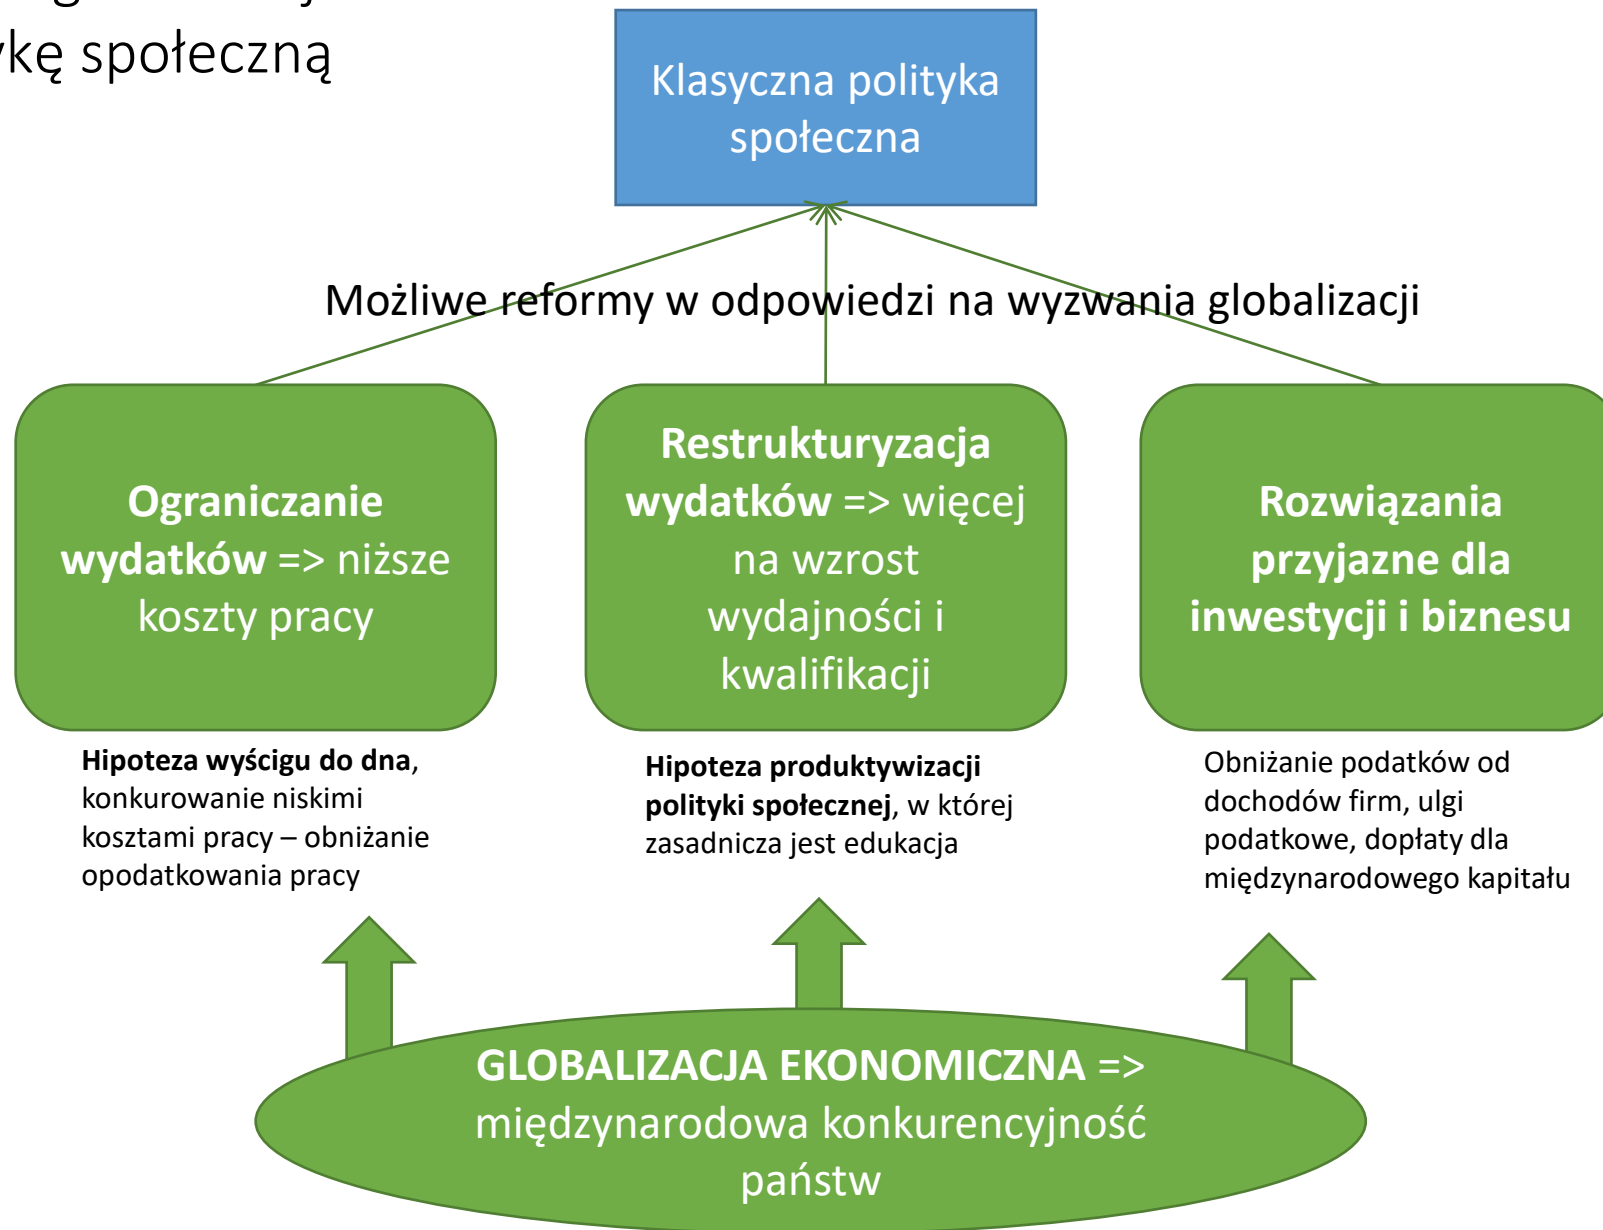 ykę społeczną
Klasyczna polityka
społeczna
Możliwe reformy w odpowiedzi na wyzwania globalizacji
Ograniczanie
wydatków => niższe
koszty pracy
Restrukturyzacja
wydatków => więcej
na wzrost
wydajności i
kwalifikacji
Rozwiązania
przyjazne dla
inwestycji i biznesu
Hipoteza wyścigu do dna,
konkurowanie niskimi
kosztami pracy – obniżanie
opodatkowania pracy
Hipoteza produktywizacji
polityki społecznej, w której
zasadnicza jest edukacja
Obniżanie podatków od
dochodów firm, ulgi
podatkowe, dopłaty dla
międzynarodowego kapitału
GLOBALIZACJA EKONOMICZNA =>
międzynarodowa konkurencyjność
państw